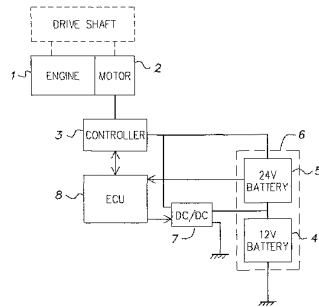 DRIVE SHAFT
1 ENGINE MOTOR 2
3 CONTROLLER
6
24V BATTERY 5
8 ECU
DC/DC 7
12V BATTERY 4